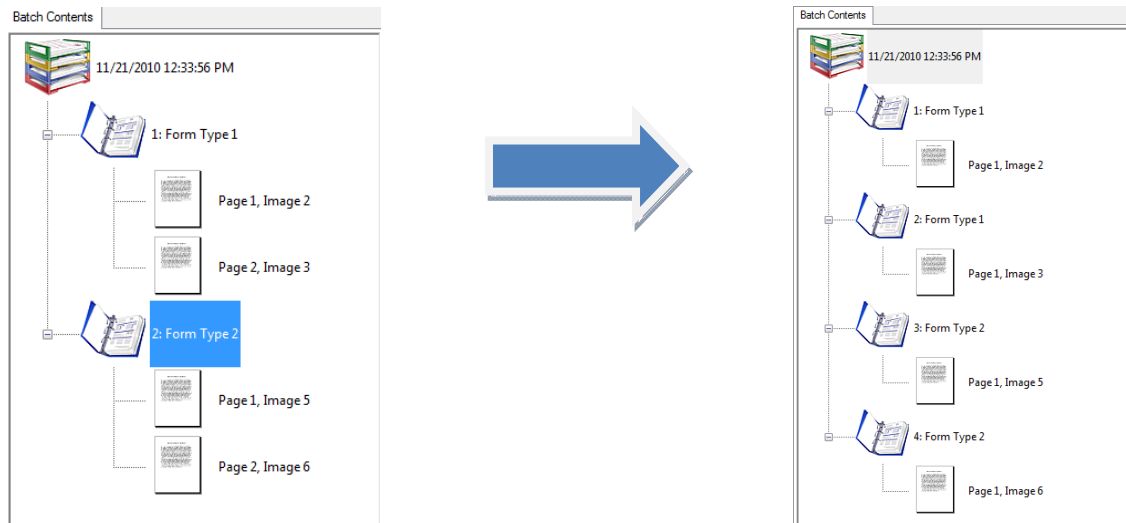 Batch Contents
11/21/2010 12:33:56 PM
1: Form Type 1
Page 1, Image 2
Page 2, Image 3
2: Form Type 2
Page 1, Image 5
Page 2, Image 6
Batch Contents
11/21/2010 12:33:56 PM
1: Form Type 1
Page 1, Image 2
2: Form Type 1
Page 1, Image 3
3: Form Type 2
Page 1, Image 5
4: Form Type 2
Page 1, Image 6